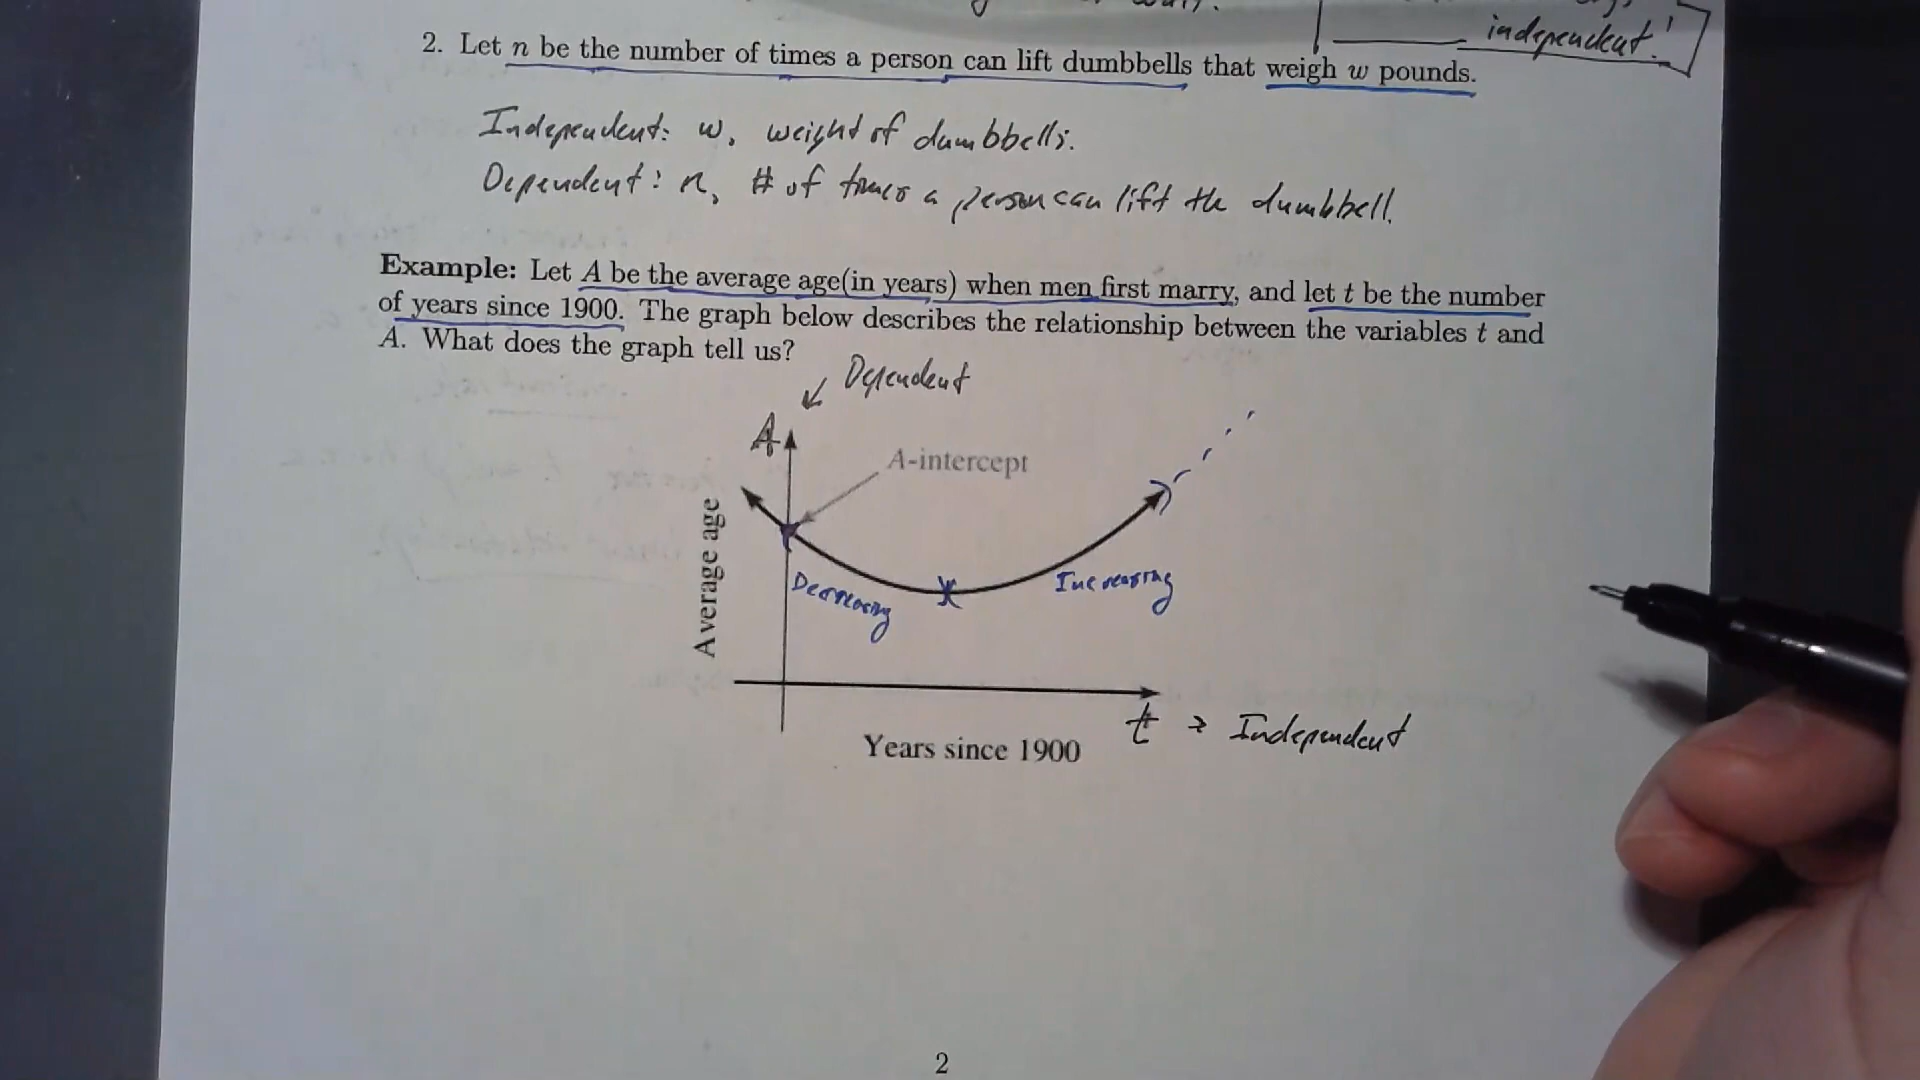 independent!
2. Let n be the number of times a person can lift dumbbells that weigh w pounds.
Independent: w, weight of dumbbells.
Dependent: n, # of times a person can lift the dumbbell.
Example: Let A be the average age(in years) when men first marry, and let t be the number
of years since 1900. The graph below describes the relationship between the variables t and
A. What does the graph tell us?
Dependent
A
A-intercept
Average age
Decreasing
Increasing
t → Independent
Years since 1900
2